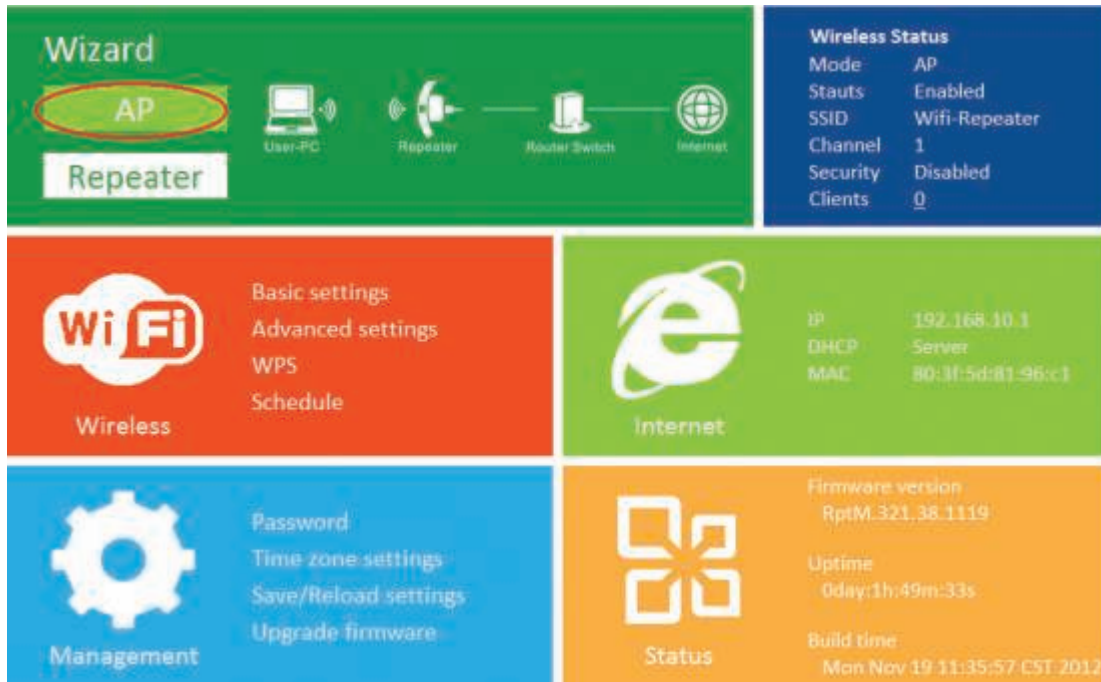 Wizard
AP
Repeater
User-PC
Repeater
Router Switch
Internet
Wireless Status
Mode AP
Stauts Enabled
SSID Wifi-Repeater
Channel 1
Security Disabled
Clients 0
WiFi
Wireless
Basic settings
Advanced settings
WPS
Schedule
Internet
IP 192.168.10.1
DHCP Server
MAC 80:3f:5d:81:96:c1
Management
Password
Time zone settings
Save/Reload settings
Upgrade firmware
Status
Firmware version
RptM.321.38.1119
Uptime
0day:1h:49m:33s
Build time
Mon Nov 19 11:35:57 CST 2012